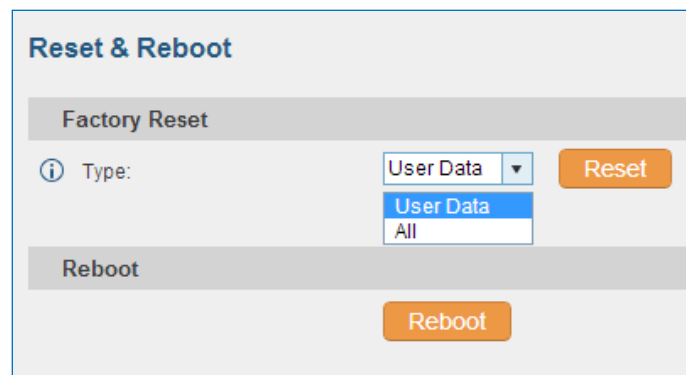 Reset & Reboot
Factory Reset
Type: User Data Reset
User Data
All
Reboot
Reboot